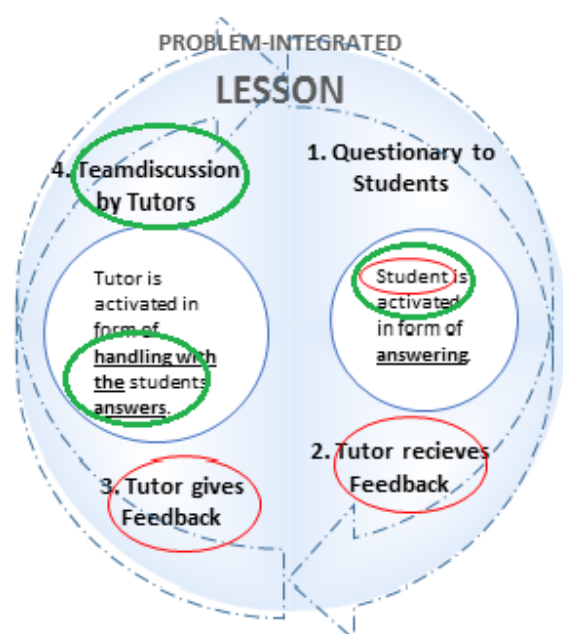 PROBLEM-INTEGRATED
LESSON
4. Teamdiscussion
by Tutors
1. Questionary to
Students
Tutor is
activated in
form of
handling with
the students
answers.
Student is
activated
in form of
answering
2. Tutor recieves
Feedback
3. Tutor gives
Feedback